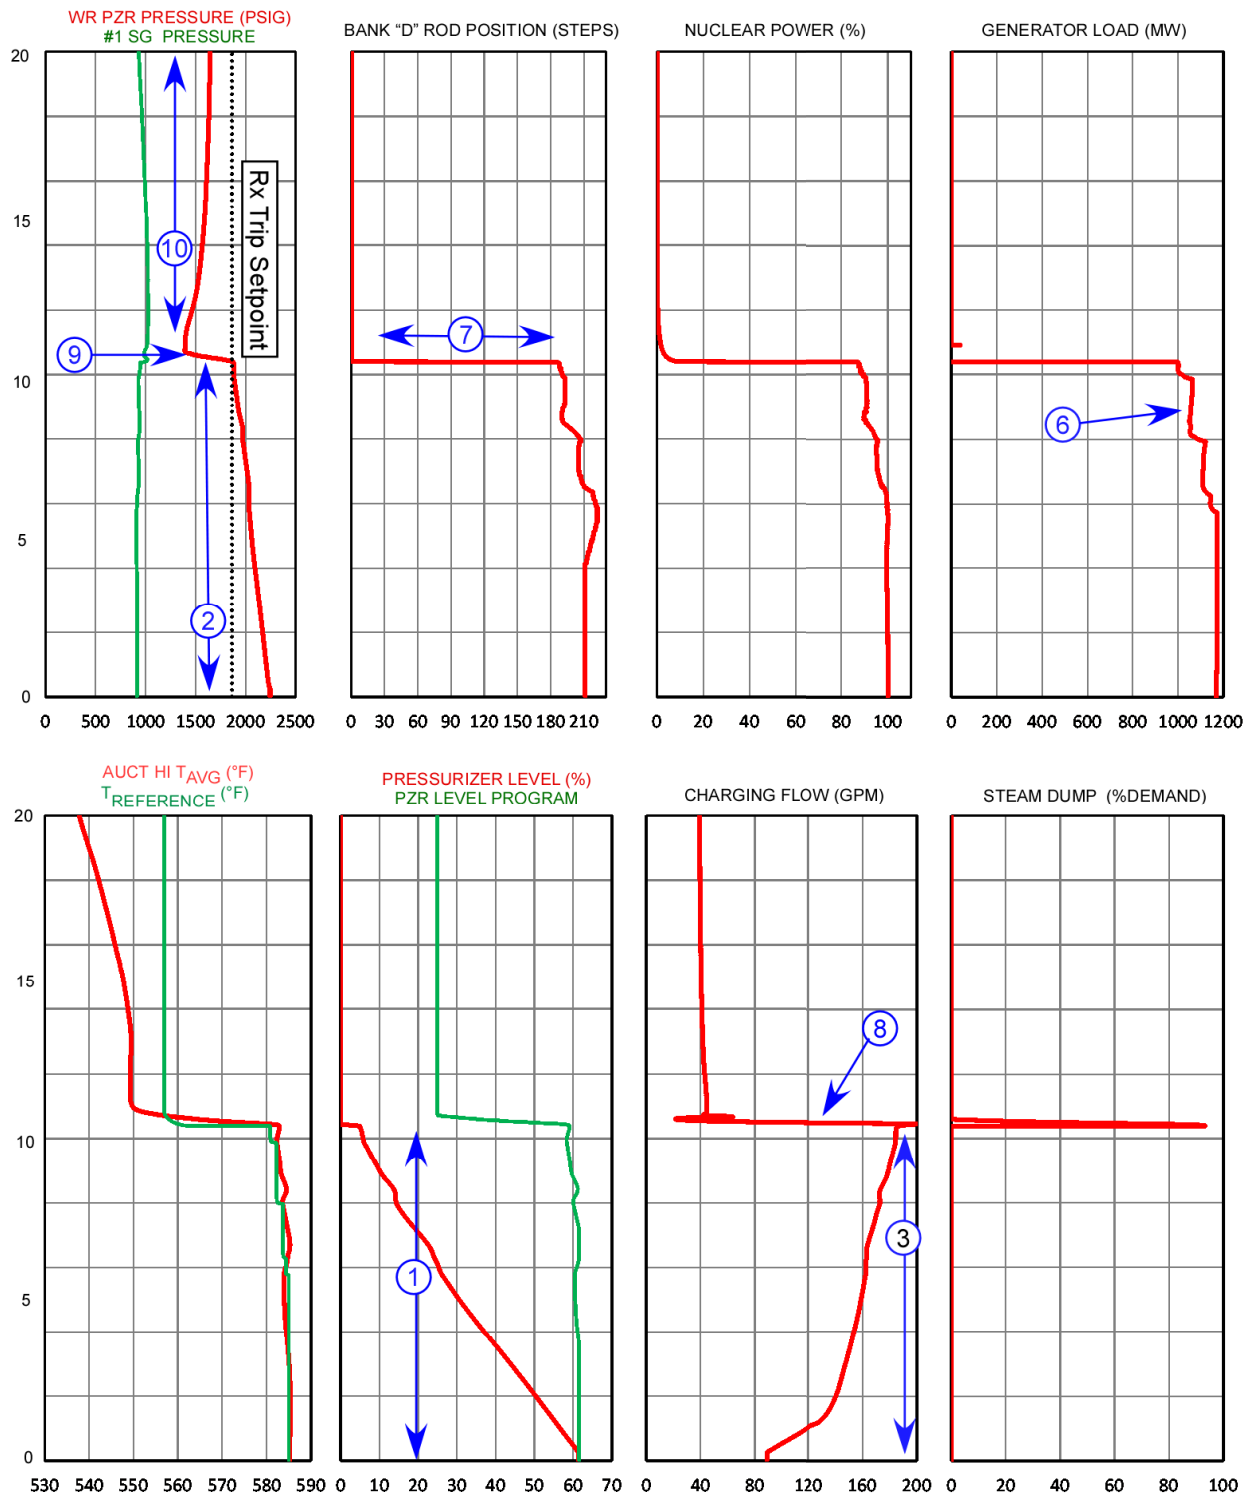 WR PZR PRESSURE (PSIG)
#1 SG PRESSURE
BANK “D” ROD POSITION (STEPS)
NUCLEAR POWER (%)
GENERATOR LOAD (MW)
20
15
10
5
0
10
9
2
Rx Trip Setpoint
7
6
0 500 1000 1500 2000 2500
0 30 60 90 120 150 180 210
0 20 40 60 80 100
0 200 400 600 800 1000 1200
AUCT HI TAVG (°F)
TREFERENCE (°F)
PRESSURIZER LEVEL (%)
PZR LEVEL PROGRAM
CHARGING FLOW (GPM)
STEAM DUMP (%DEMAND)
20
15
10
5
0
1
8
3
530 540 550 560 570 580 590
0 10 20 30 40 50 60 70
0 40 80 120 160 200
0 20 40 60 80 100